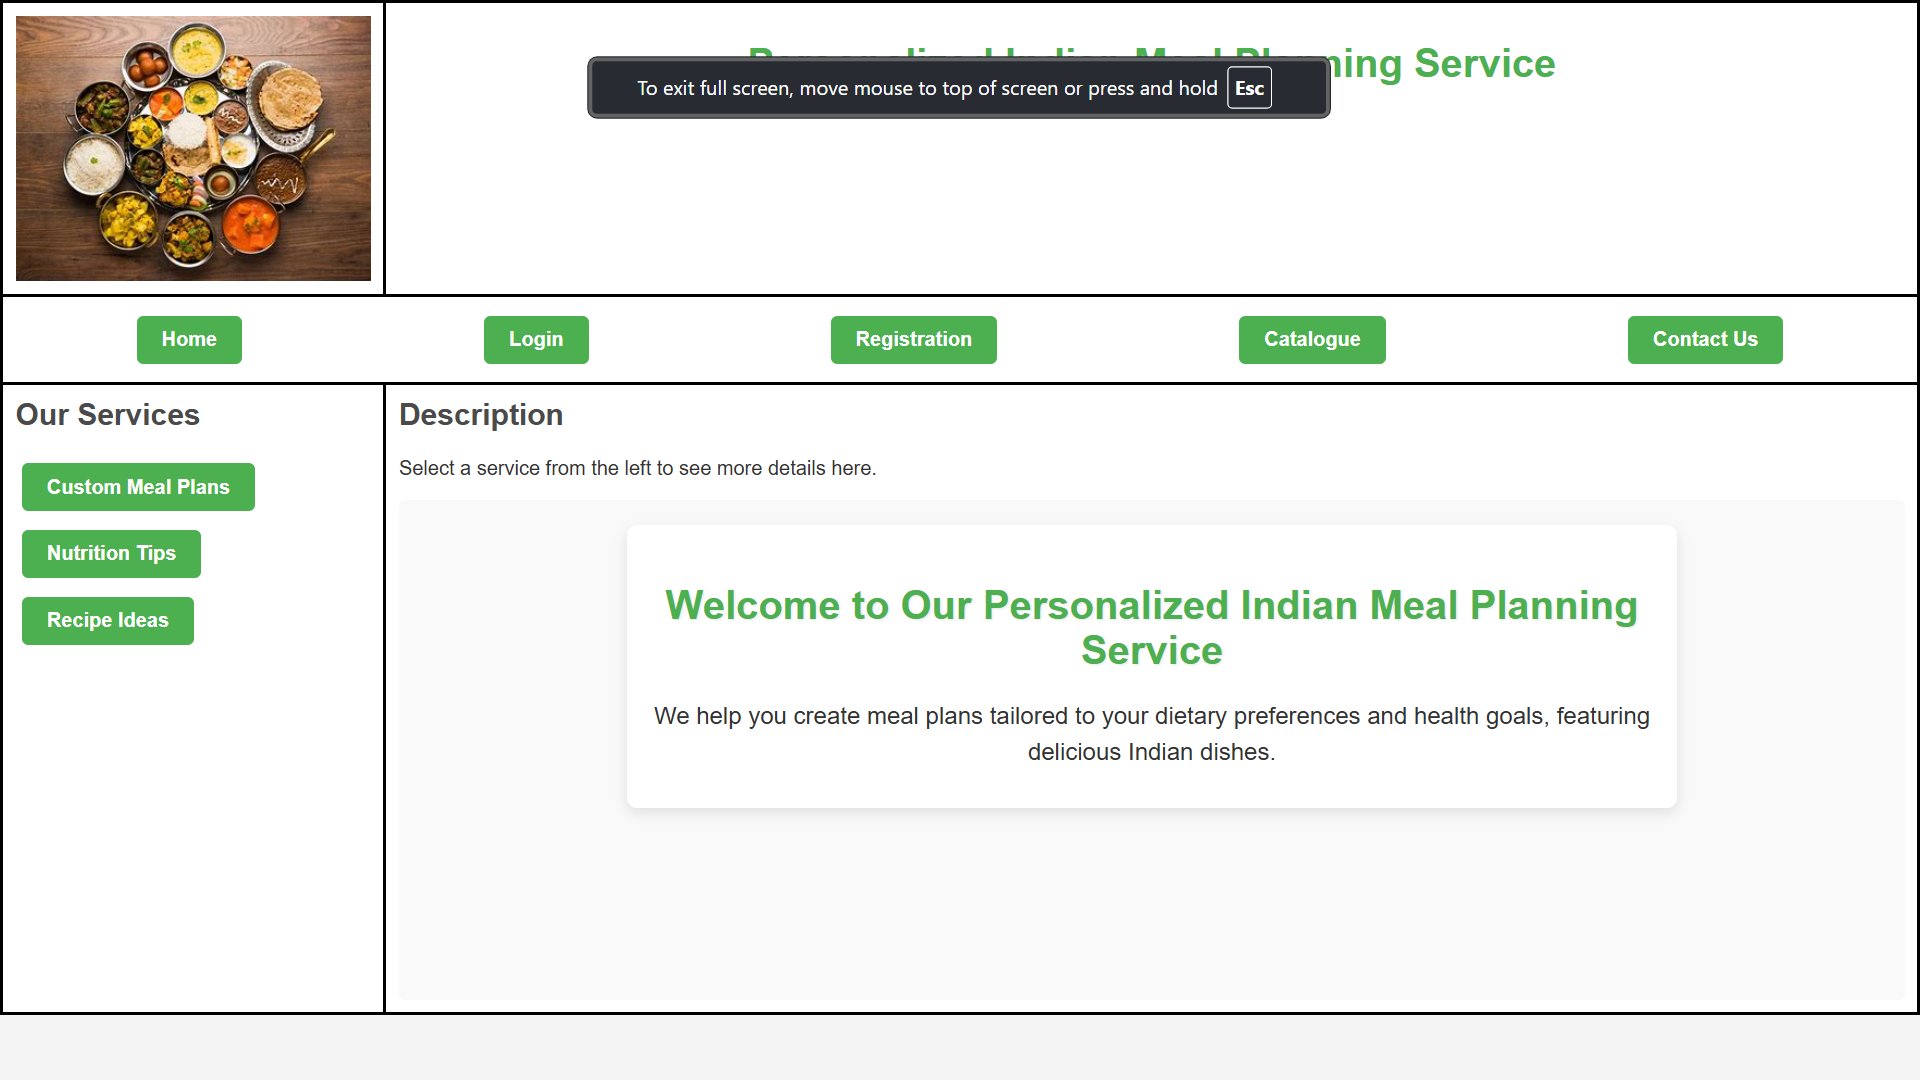 Planning Service
To exit full screen, move mouse to top of screen or press and hold Esc
Home Login Registration Catalogue Contact Us
Our Services
Custom Meal Plans
Nutrition Tips
Recipe Ideas
Description
Select a service from the left to see more details here.
Welcome to Our Personalized Indian Meal Planning
Service
We help you create meal plans tailored to your dietary preferences and health goals, featuring
delicious Indian dishes.